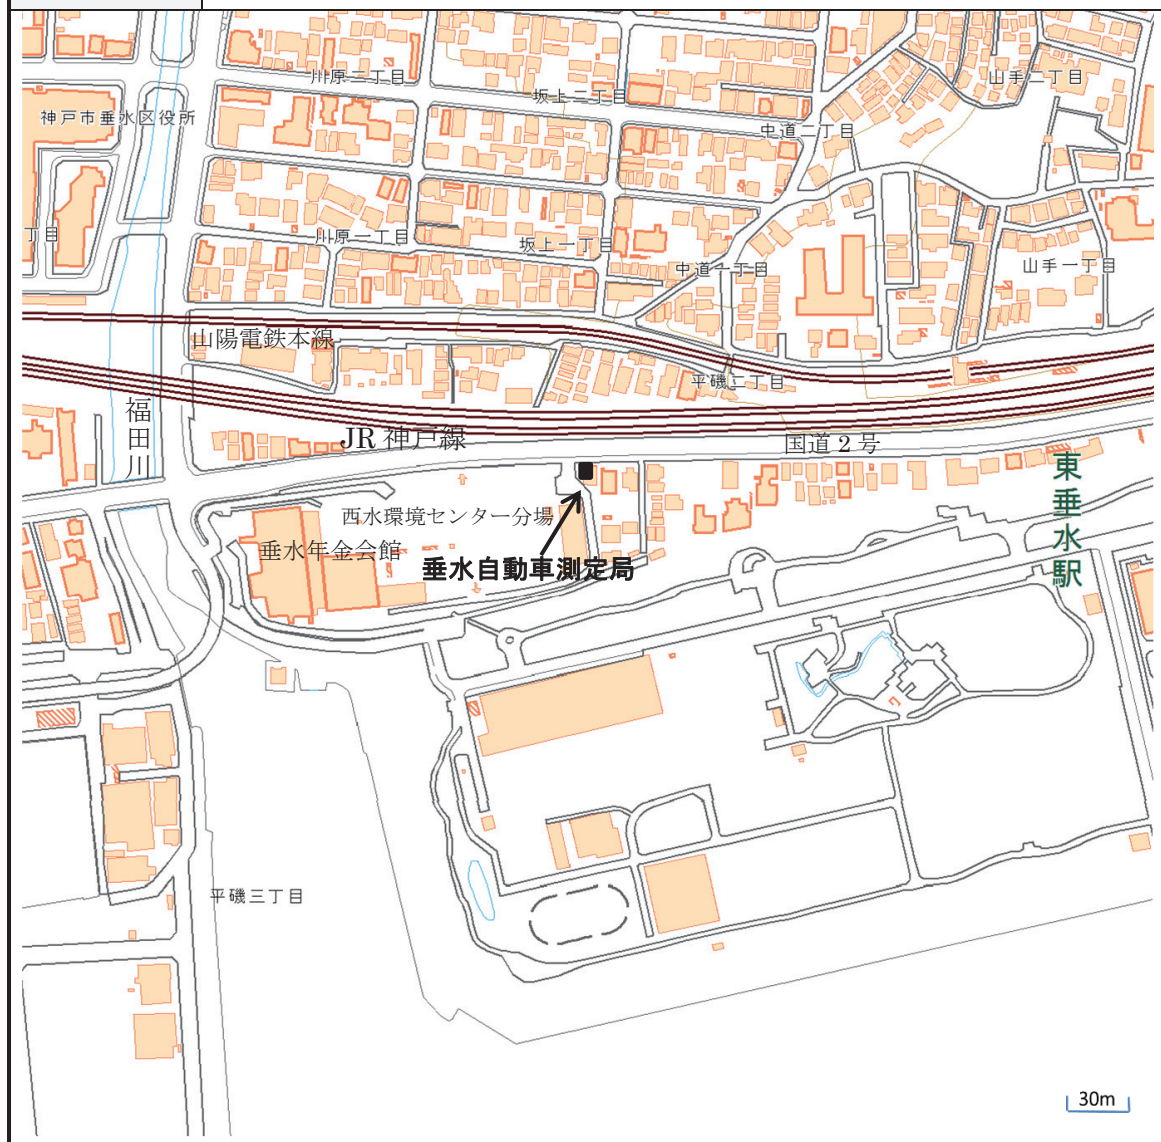 川原二丁目
坂上二丁目
山手二丁目
神戸市垂水区役所
中道二丁目
丁目
川原一丁目
坂上一丁目
中道一丁目
山手一丁目
山陽電鉄本線
平磯二丁目
福田川
JR 神戸線
国道 2 号
東垂水駅
西水環境センター分場
垂水年金会館
垂水自動車測定局
平磯三丁目
30m